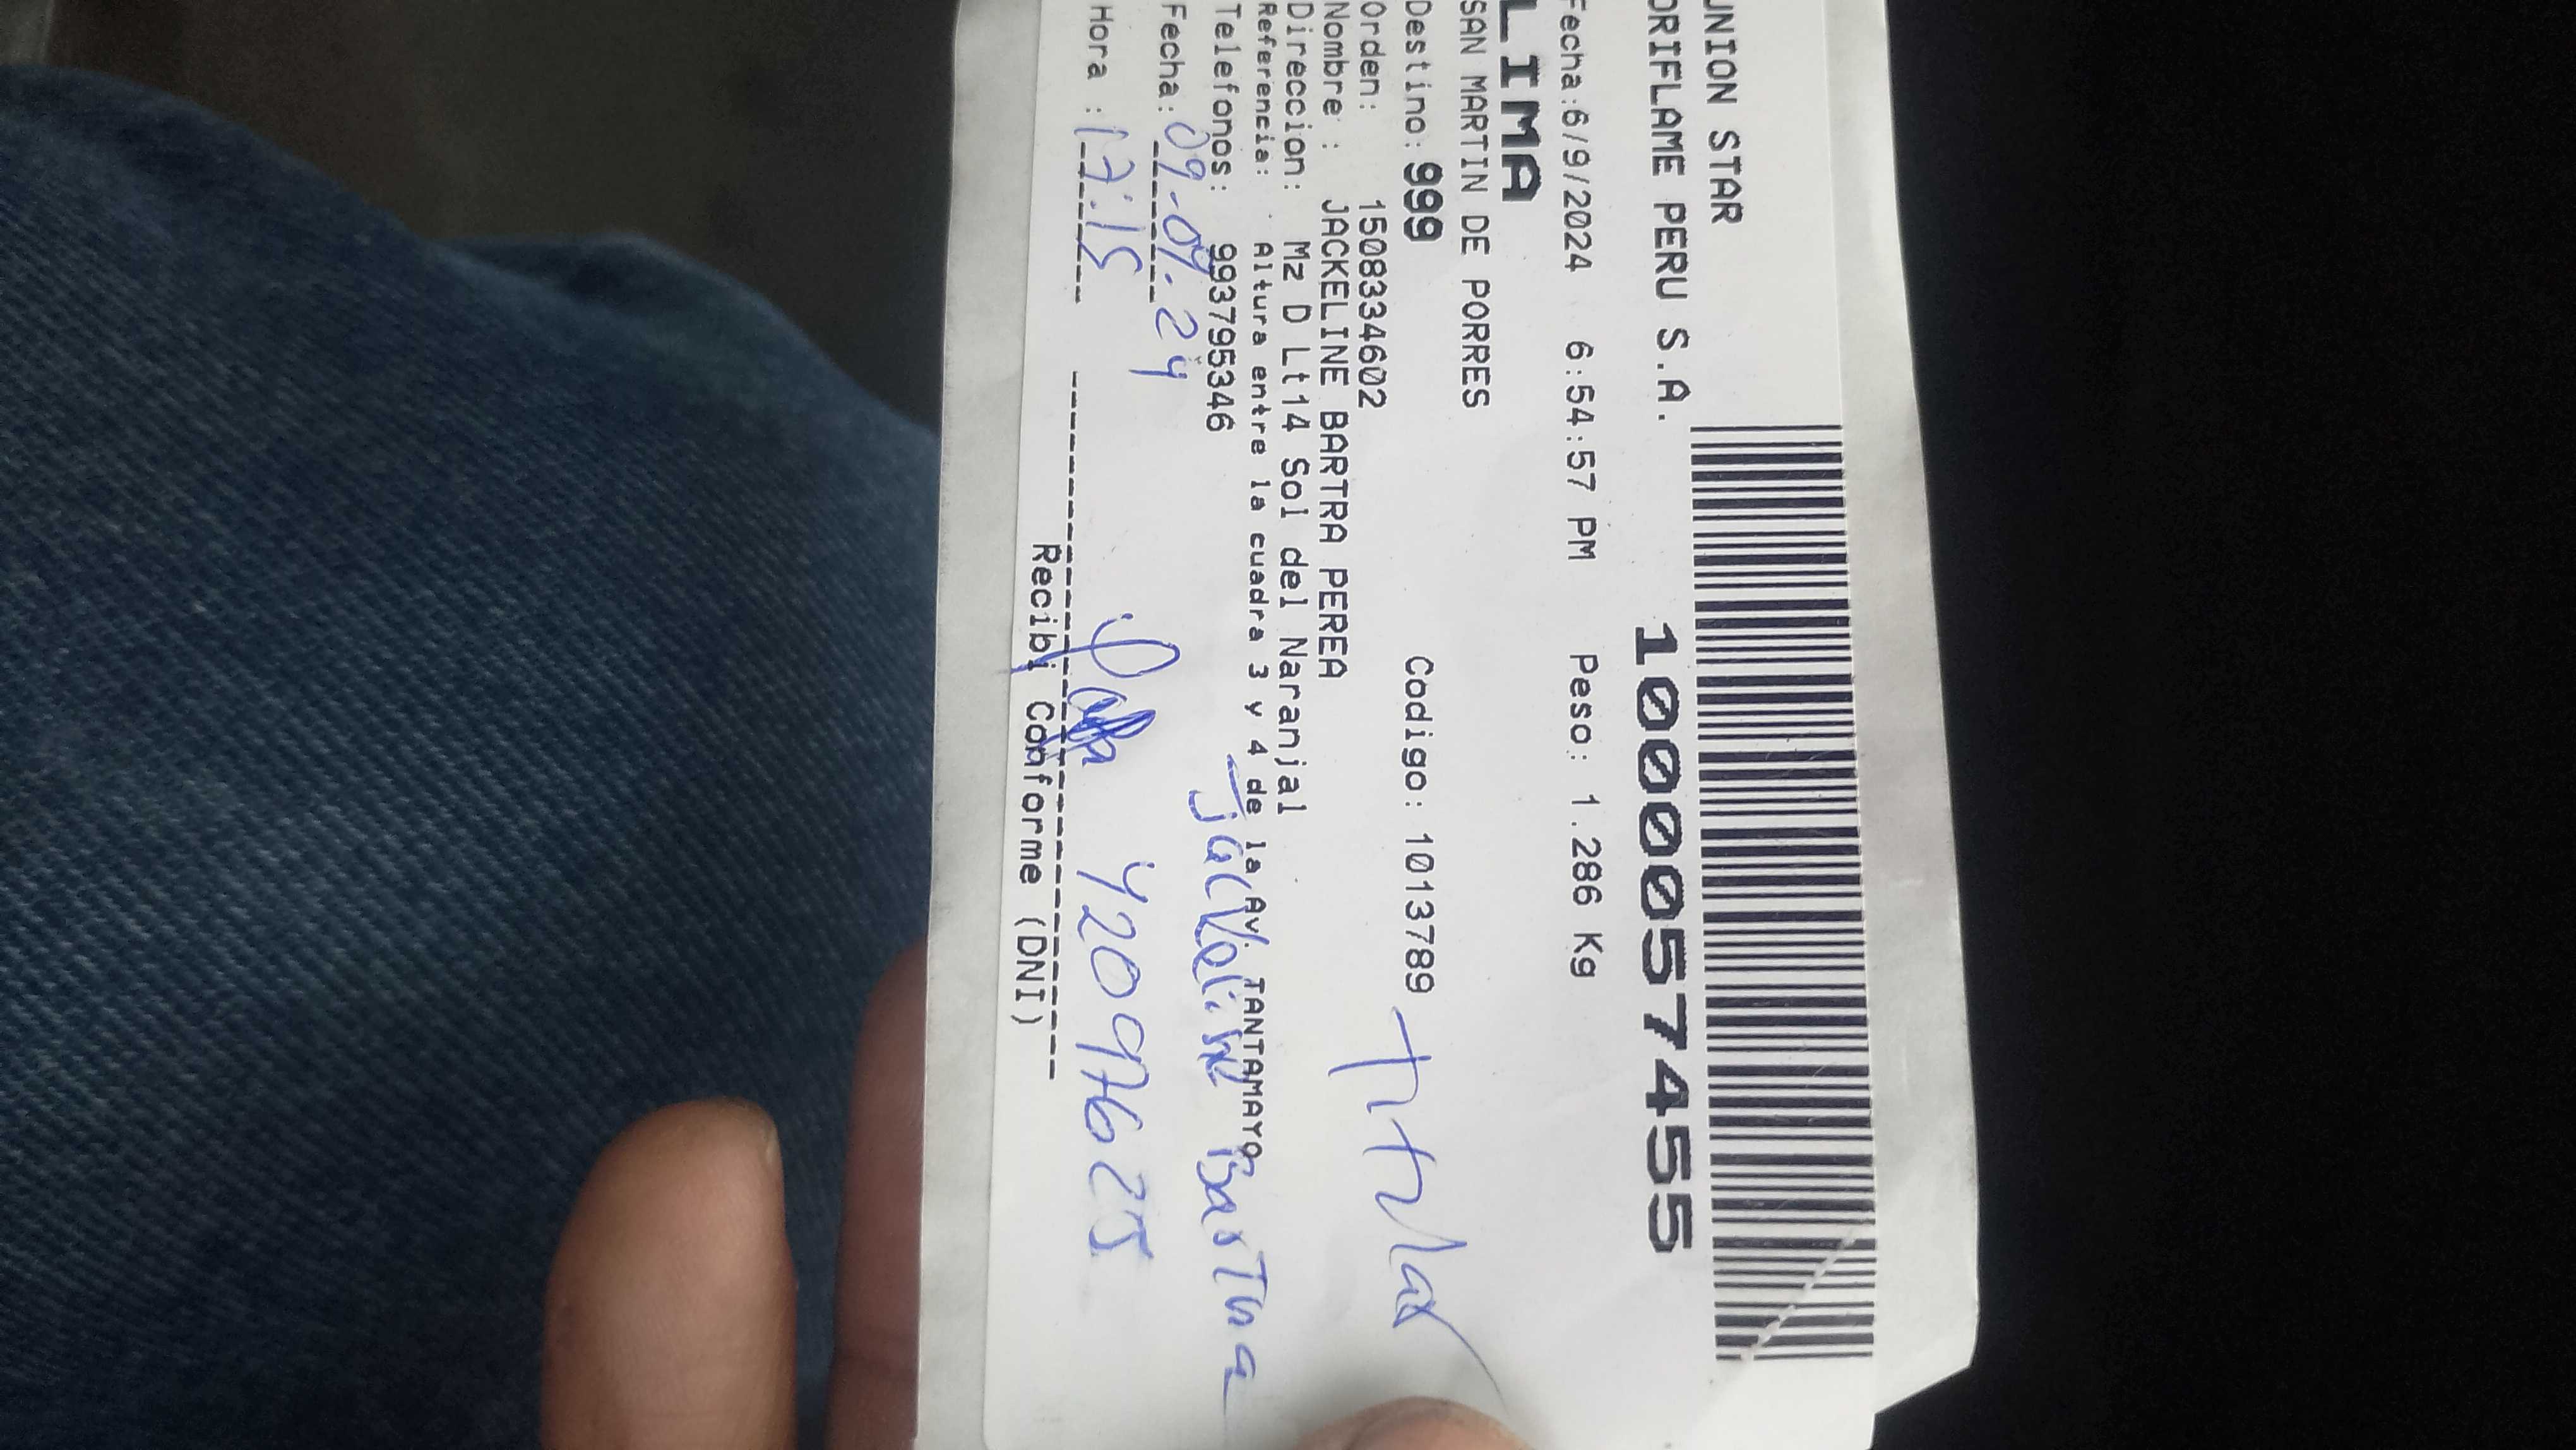 UNION STAR
ORIFLAME PERU S.A.
10000574555
Fecha:6/9/2024 6:54:57 PM Peso: 1.286 Kg
LIMA
SAN MARTIN DE PORRES
Destino: 999 Codigo: 1013789
Orden: 1508334602
Nombre : JACKELINE BARTRA PEREA
Direccion: Mz D Lt14 Sol del Naranjal
Referencia: Altura entre la cuadra 3 y 4 de la Av. TANTAMAYO
Telefonos: 993795346
Fecha: 09-09.24
Hora : 17:15
Recibi Conforme (DNI)